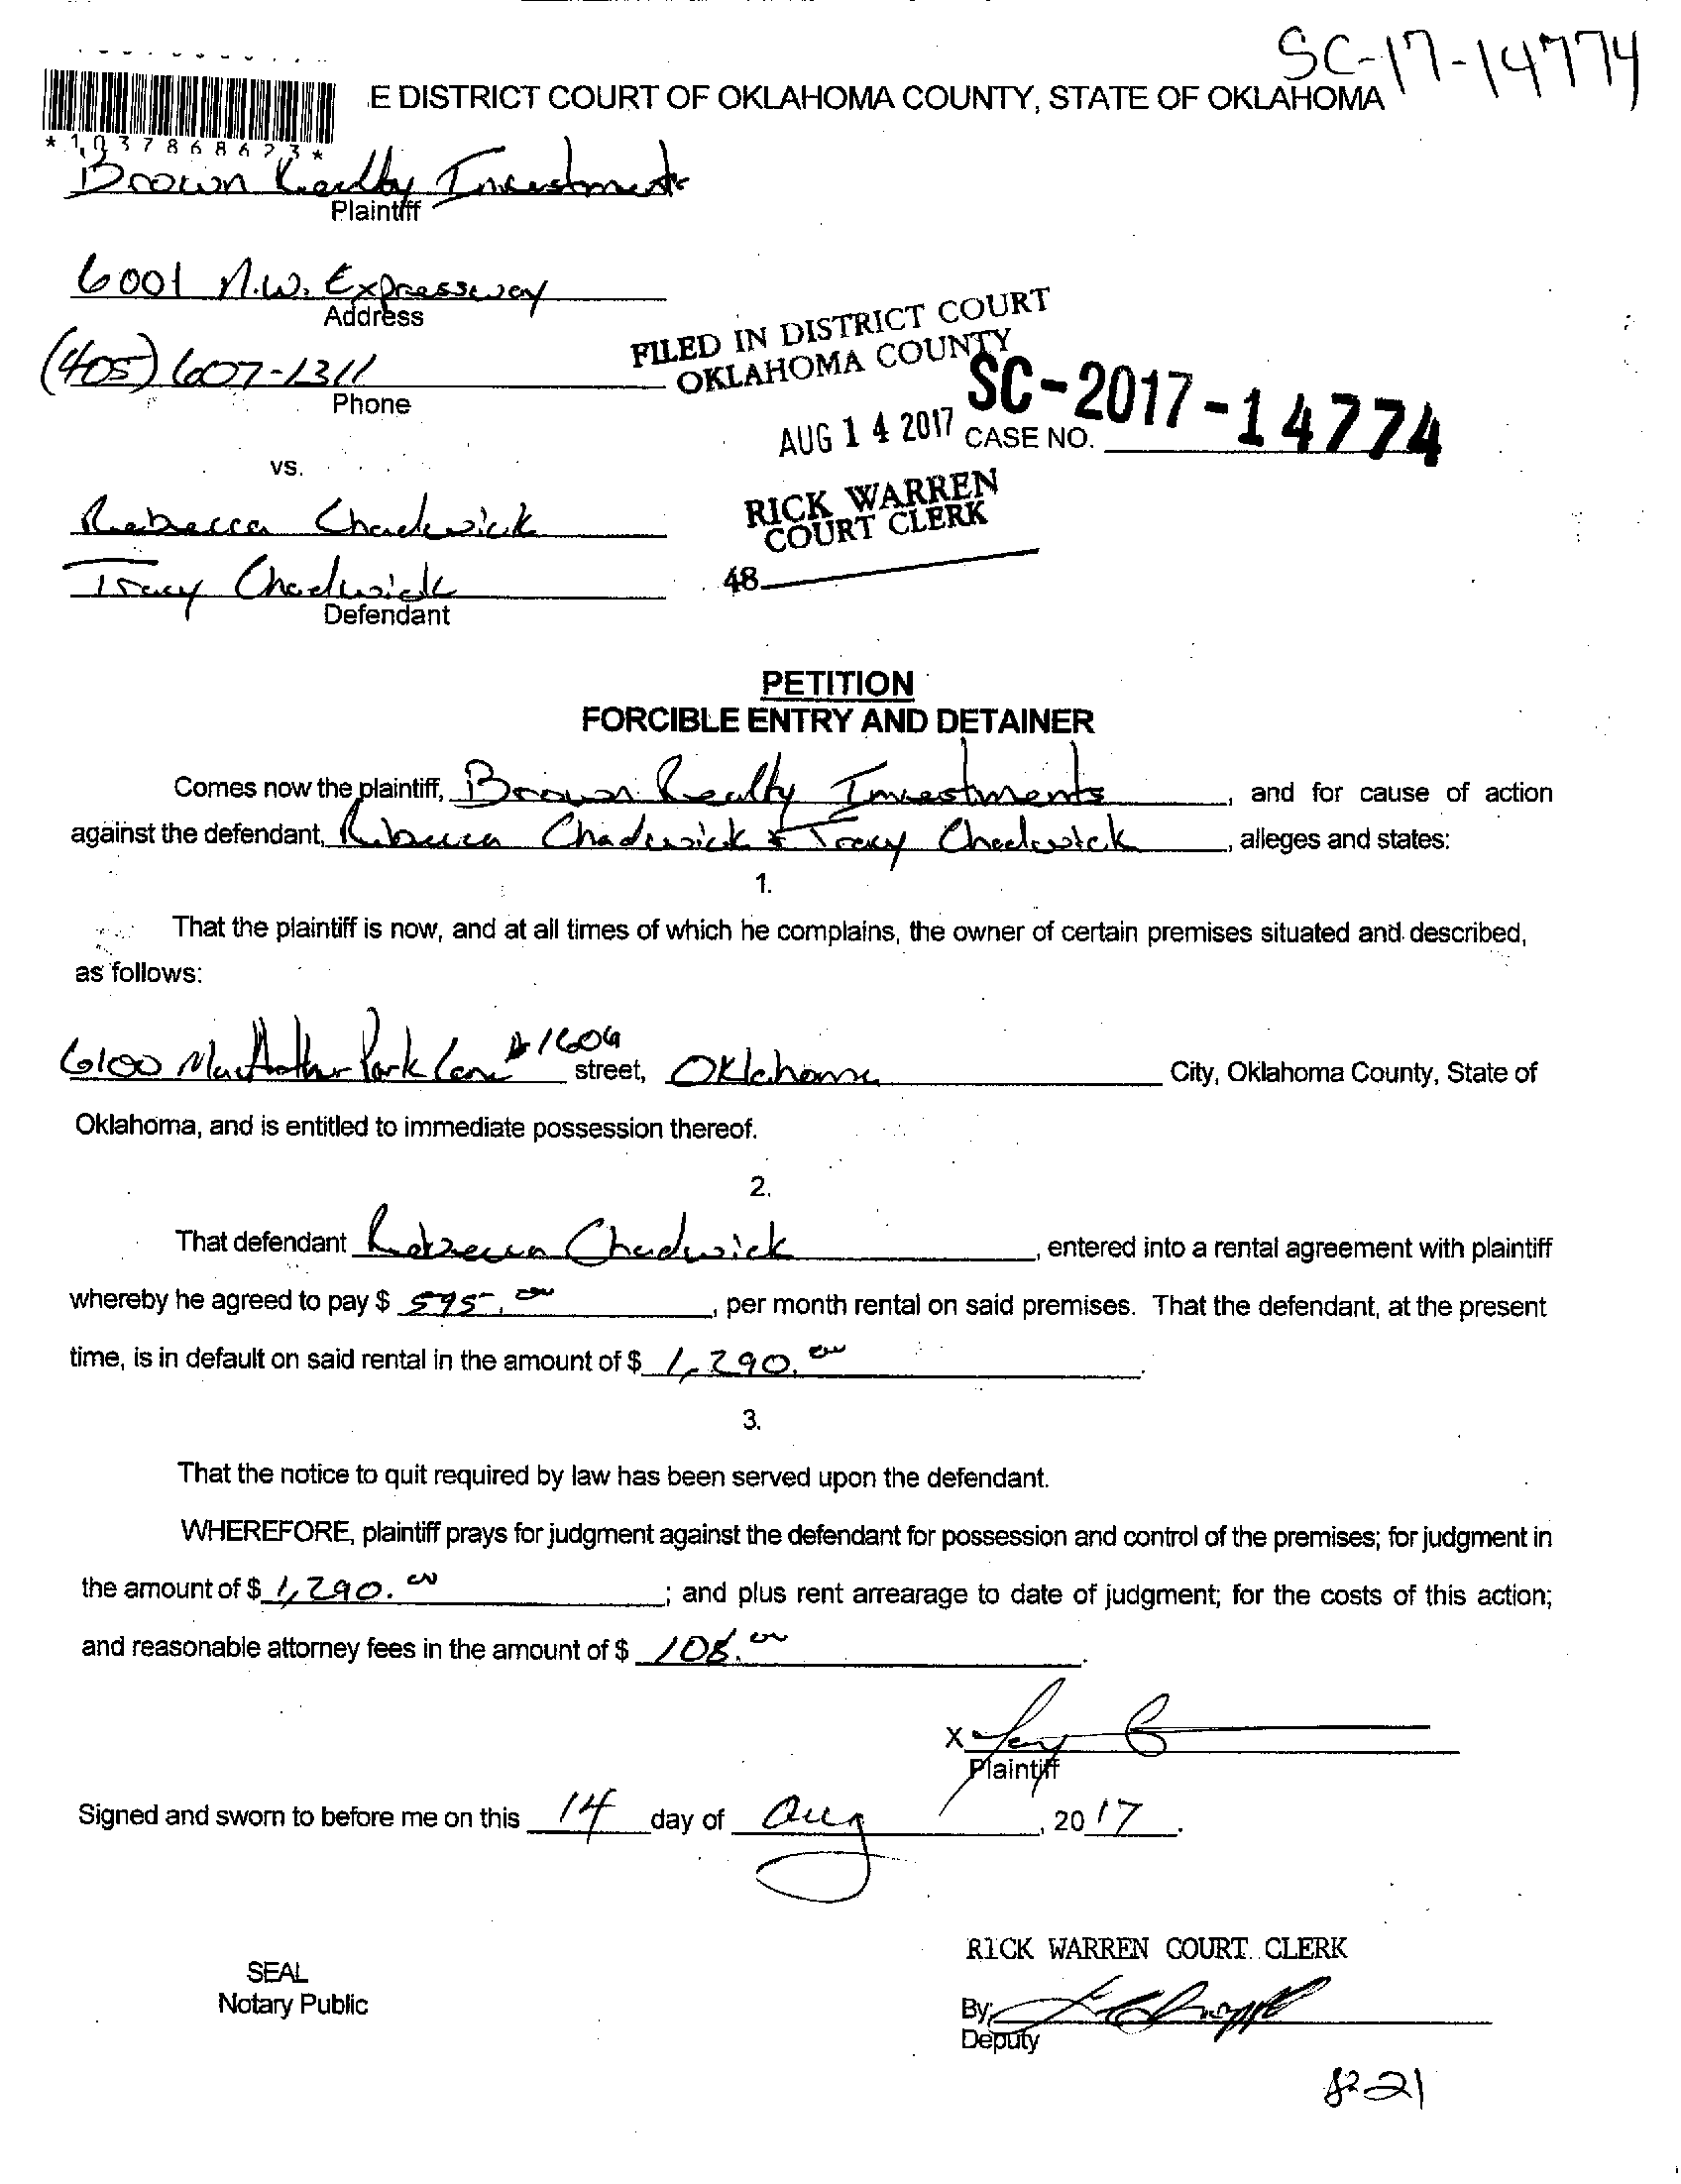 SC-17-14774
E DISTRICT COURT OF OKLAHOMA COUNTY, STATE OF OKLAHOMA
*1037868623*
Brown Realty Investments
Plaintiff
6001 N.W. Expressway
Address
(405) 607-1311
Phone
FILED IN DISTRICT COURT
OKLAHOMA COUNTY
AUG 14 2017
CASE NO. SC-2017-14774
vs.
RICK WARREN
COURT CLERK
48
Rebecca Chadwick
Tracy Chadwick
Defendant
PETITION
FORCIBLE ENTRY AND DETAINER
Comes now the plaintiff, Brown Realty Investments, and for cause of action
against the defendant, Rebecca Chadwick & Tracy Chadwick, alleges and states:
1.
That the plaintiff is now, and at all times of which he complains, the owner of certain premises situated and described,
as follows:
6100 MacArthur Park Lane #1606 street, Oklahoma City, Oklahoma County, State of
Oklahoma, and is entitled to immediate possession thereof.
2.
That defendant Rebecca Chadwick, entered into a rental agreement with plaintiff
whereby he agreed to pay $ 595.00, per month rental on said premises. That the defendant, at the present
time, is in default on said rental in the amount of $ 1,290.00.
3.
That the notice to quit required by law has been served upon the defendant.
WHEREFORE, plaintiff prays for judgment against the defendant for possession and control of the premises; for judgment in
the amount of $ 1,290.00; and plus rent arrearage to date of judgment; for the costs of this action;
and reasonable attorney fees in the amount of $ 108.00.
X
Plaintiff
Signed and sworn to before me on this 14 day of Aug, 2017.
RICK WARREN COURT CLERK
SEAL
Notary Public
By:
Deputy
8-21